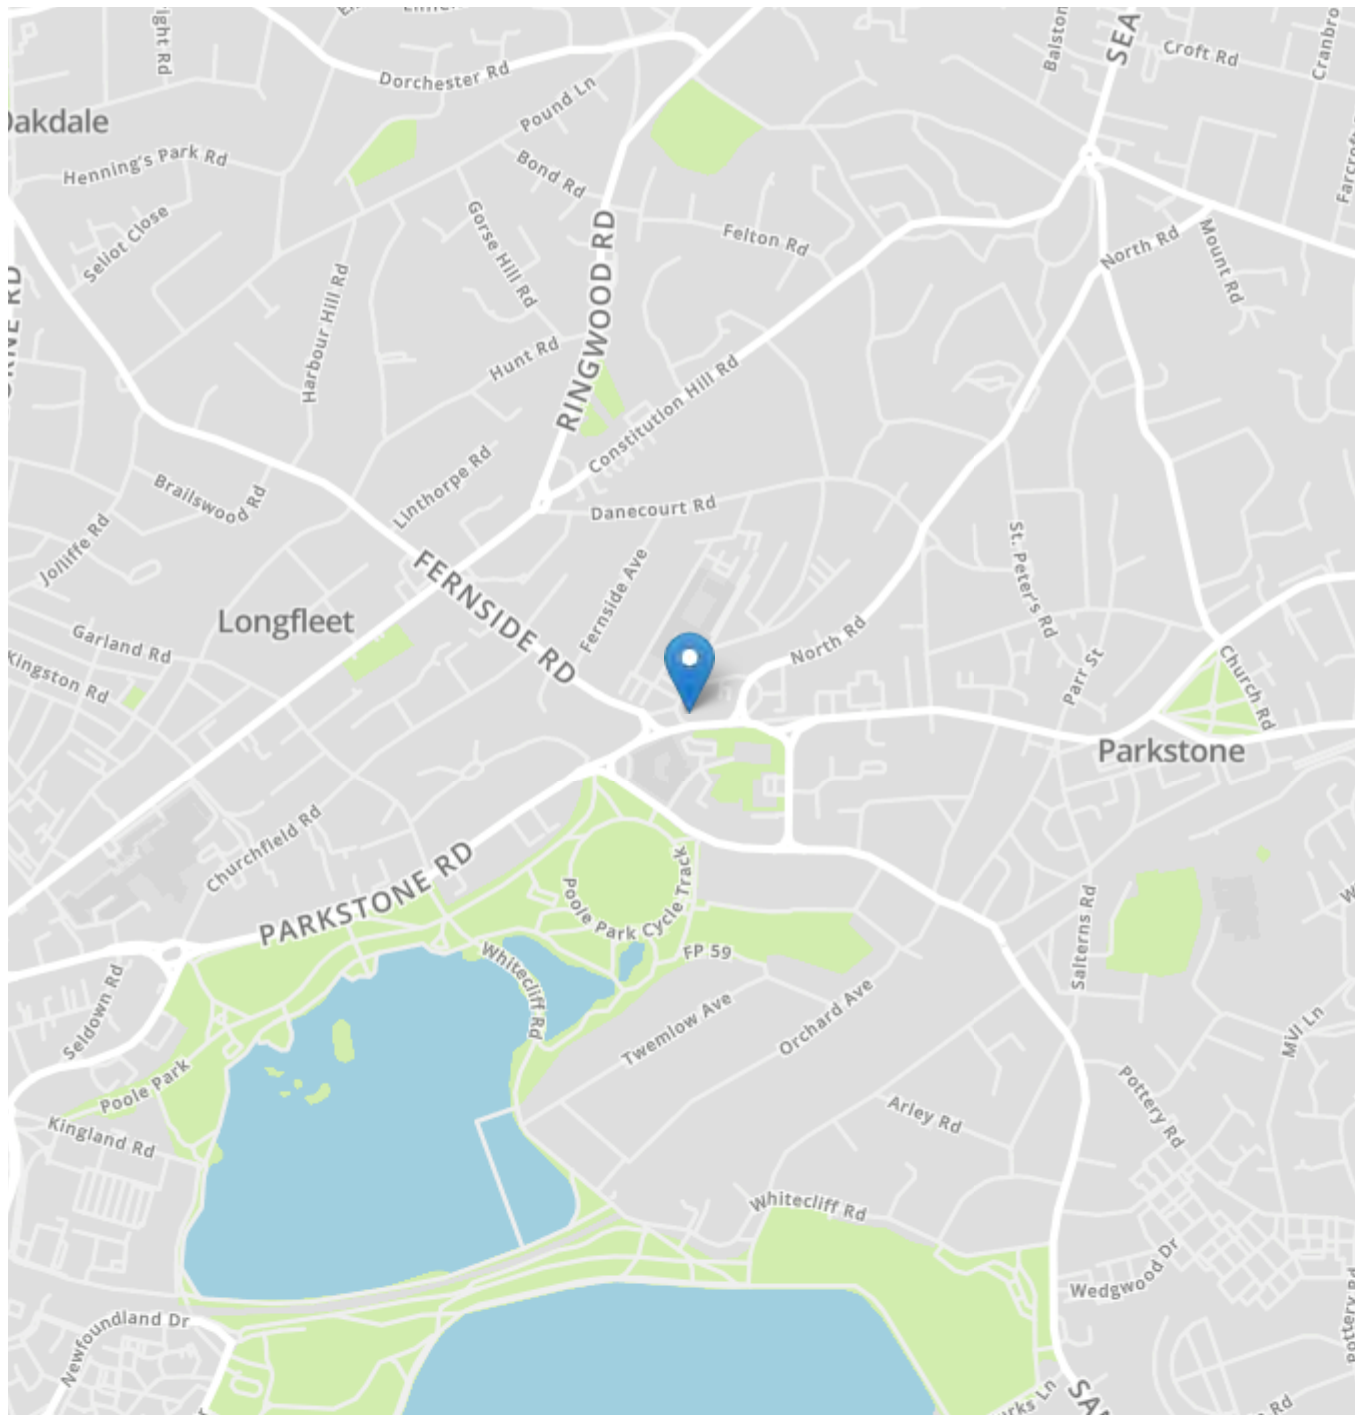 Croft Rd
Dorchester Rd
Pound Ln
Henning's Park Rd
Bond Rd
Seliot Close
Gorse Hill Rd
RINGWOOD RD
Felton Rd
North Rd
Mount Rd
Harbour Hill Rd
Hunt Rd
Constitution Hill Rd
Linthorpe Rd
Brailswood Rd
Danecourt Rd
Jolliffe Rd
FERNSIDE RD
Fernside Ave
St. Peter's Rd
Longfleet
Garland Rd
Kingston Rd
North Rd
Parr St
Church Rd
Parkstone
Churchfield Rd
PARKSTONE RD
Poole Park Cycle Track
FP 59
Salterns Rd
Whitecliff Rd
Seldown Rd
Twemlow Ave
Orchard Ave
Mill Ln
Poole Park
Kingland Rd
Arley Rd
Pottery Rd
Whitecliff Rd
Wedgwood Dr
Pottery Rd
Newfoundland Dr